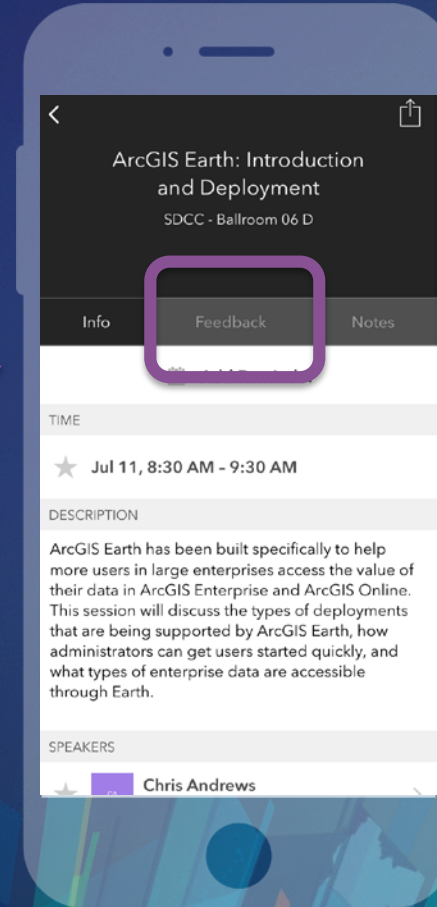 ArcGIS Earth: Introduction
and Deployment
SDCC - Ballroom 06 D
Info Feedback Notes
TIME
Jul 11, 8:30 AM – 9:30 AM
DESCRIPTION
ArcGIS Earth has been built specifically to help
more users in large enterprises access the value of
their data in ArcGIS Enterprise and ArcGIS Online.
This session will discuss the types of deployments
that are being supported by ArcGIS Earth, how
administrators can get users started quickly, and
what types of enterprise data are accessible
through Earth.
SPEAKERS
Chris Andrews